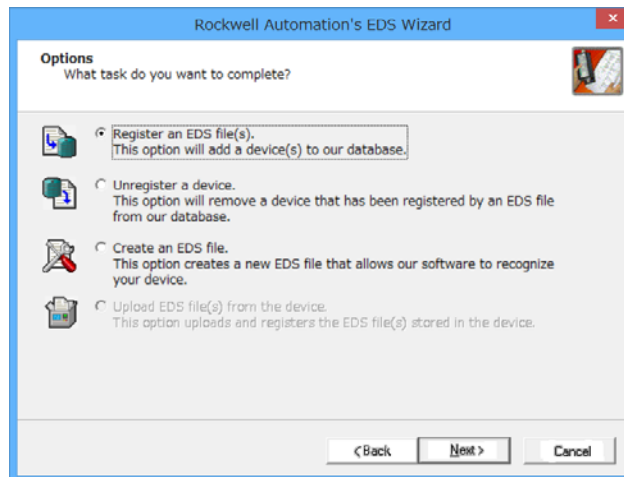 Rockwell Automation's EDS Wizard
Options
What task do you want to complete?
Register an EDS file(s).
This option will add a device(s) to our database.
Unregister a device.
This option will remove a device that has been registered by an EDS file
from our database.
Create an EDS file.
This option creates a new EDS file that allows our software to recognize
your device.
Upload EDS file(s) from the device.
This option uploads and registers the EDS file(s) stored in the device.
<Back
Next >
Cancel